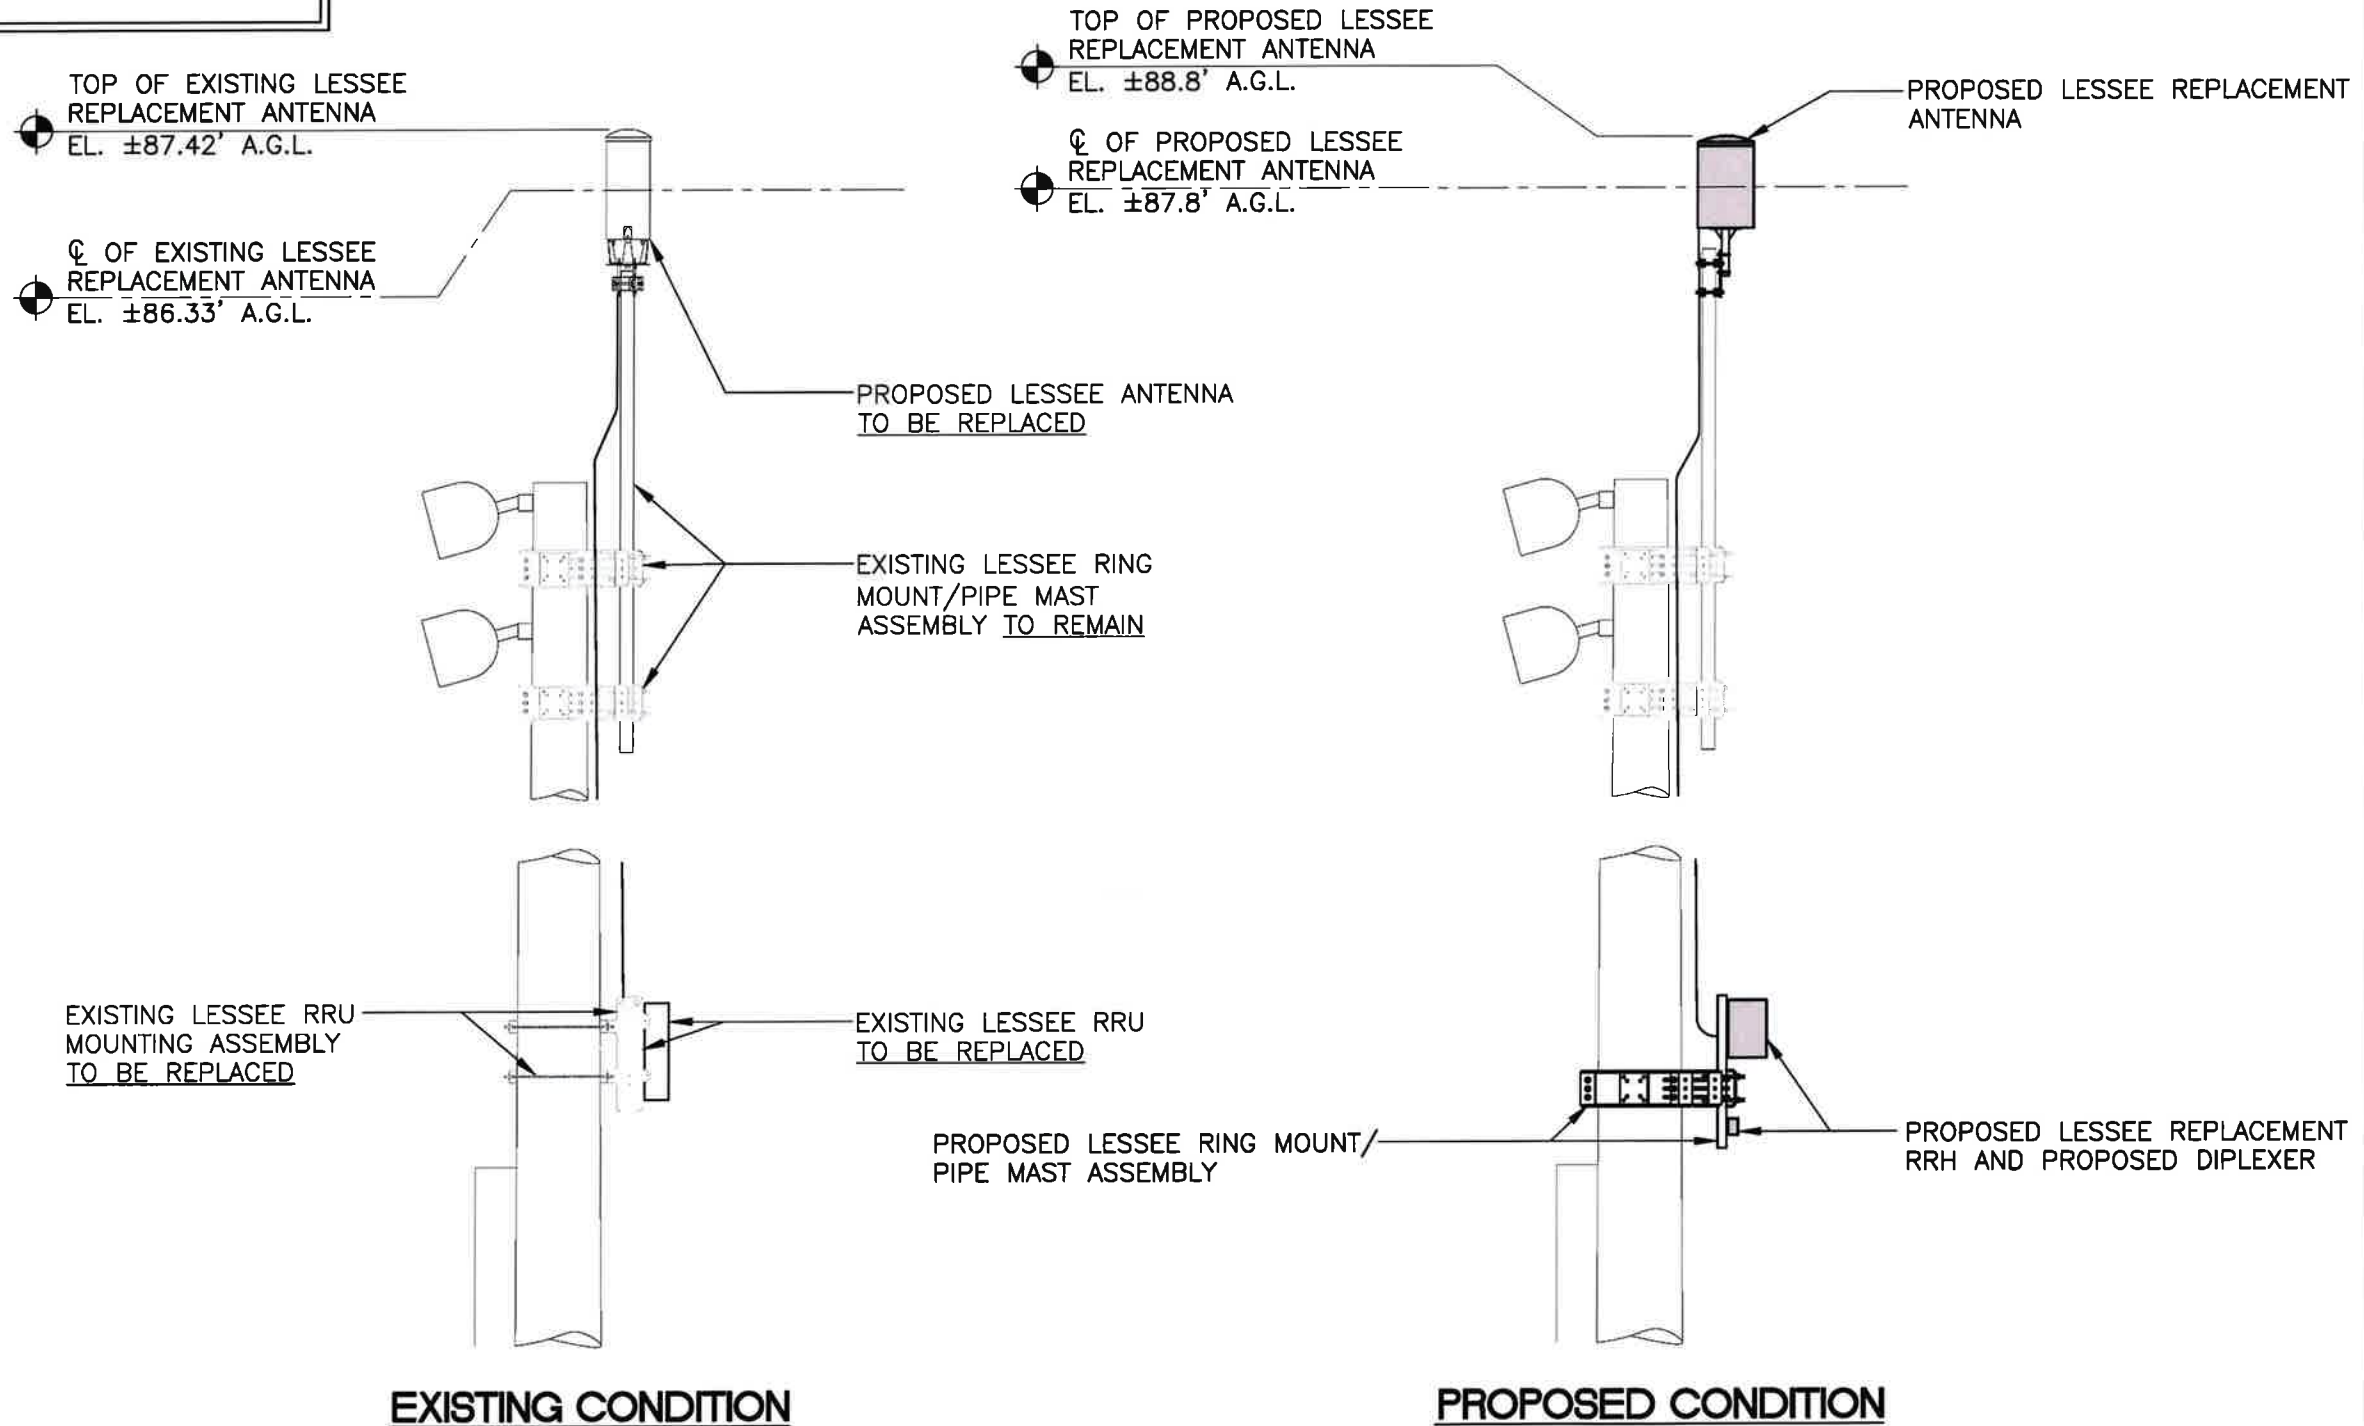 TOP OF EXISTING LESSEE
REPLACEMENT ANTENNA
EL. ±87.42' A.G.L.
℄ OF EXISTING LESSEE
REPLACEMENT ANTENNA
EL. ±86.33' A.G.L.
PROPOSED LESSEE ANTENNA
TO BE REPLACED
EXISTING LESSEE RING
MOUNT/PIPE MAST
ASSEMBLY TO REMAIN
EXISTING LESSEE RRU
MOUNTING ASSEMBLY
TO BE REPLACED
EXISTING LESSEE RRU
TO BE REPLACED
EXISTING CONDITION
TOP OF PROPOSED LESSEE
REPLACEMENT ANTENNA
EL. ±88.8' A.G.L.
℄ OF PROPOSED LESSEE
REPLACEMENT ANTENNA
EL. ±87.8' A.G.L.
PROPOSED LESSEE REPLACEMENT
ANTENNA
PROPOSED LESSEE RING MOUNT/
PIPE MAST ASSEMBLY
PROPOSED LESSEE REPLACEMENT
RRH AND PROPOSED DIPLEXER
PROPOSED CONDITION